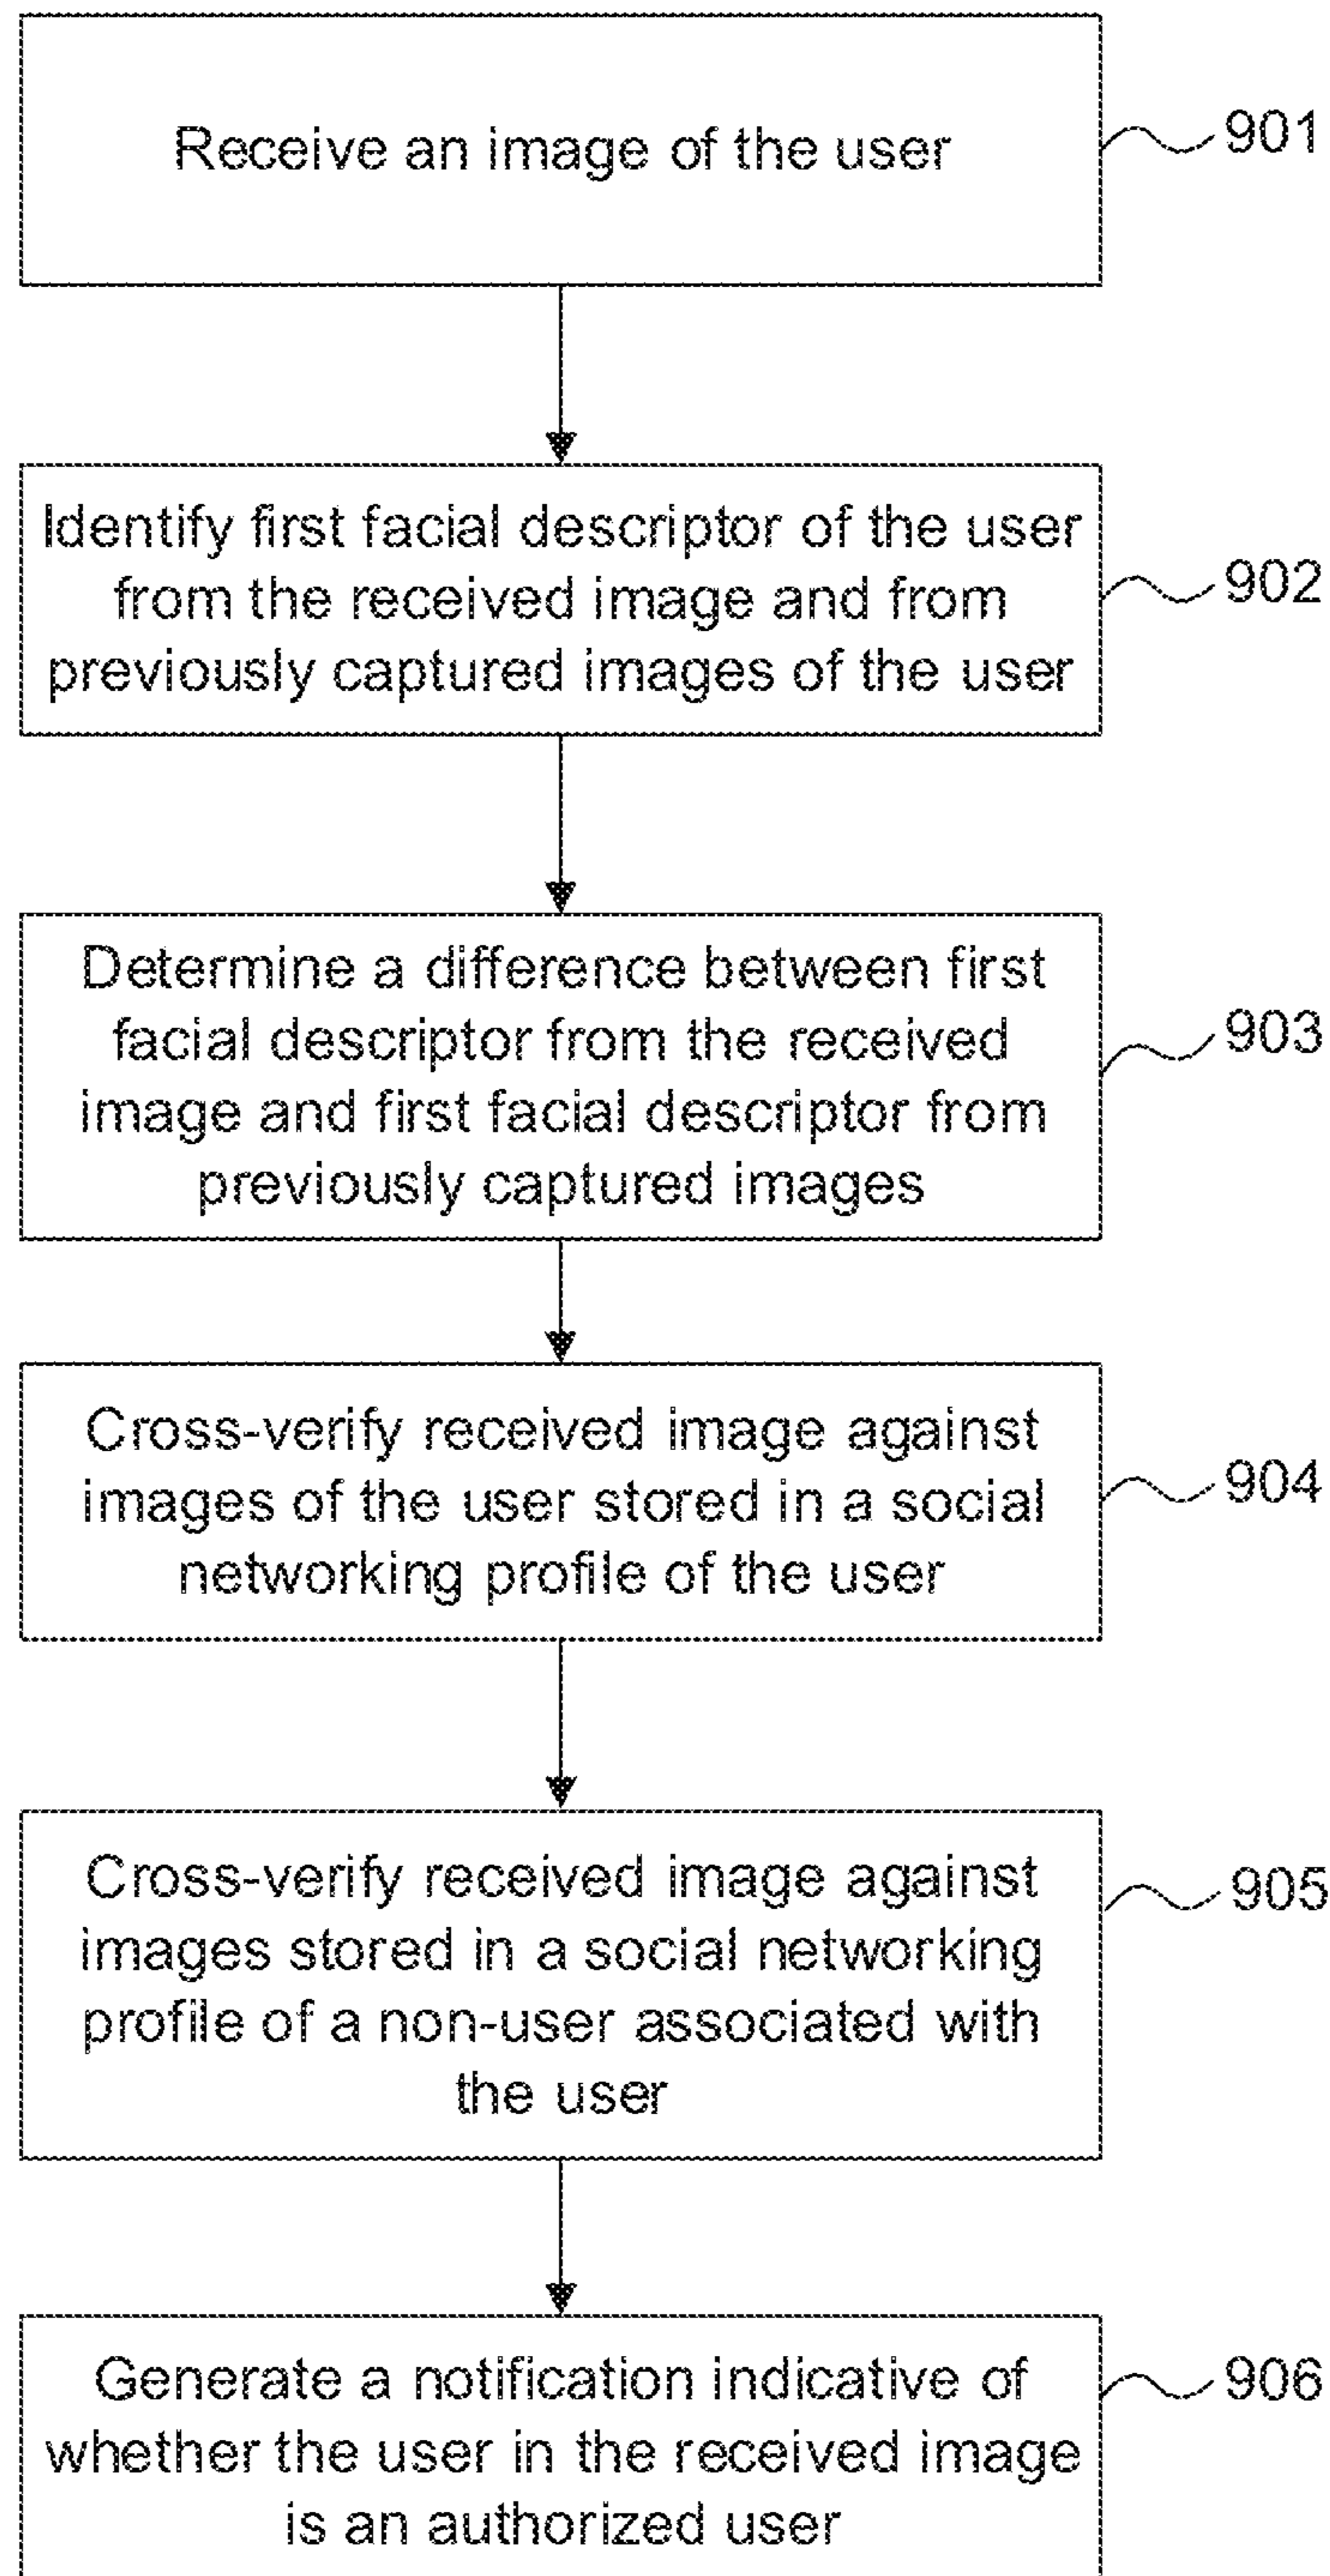 Receive an image of the user
901
Identify first facial descriptor of the user
from the received image and from
previously captured images of the user
902
Determine a difference between first
facial descriptor from the received
image and first facial descriptor from
previously captured images
903
Cross-verify received image against
images of the user stored in a social
networking profile of the user
904
Cross-verify received image against
images stored in a social networking
profile of a non-user associated with
the user
905
Generate a notification indicative of
whether the user in the received image
is an authorized user
906